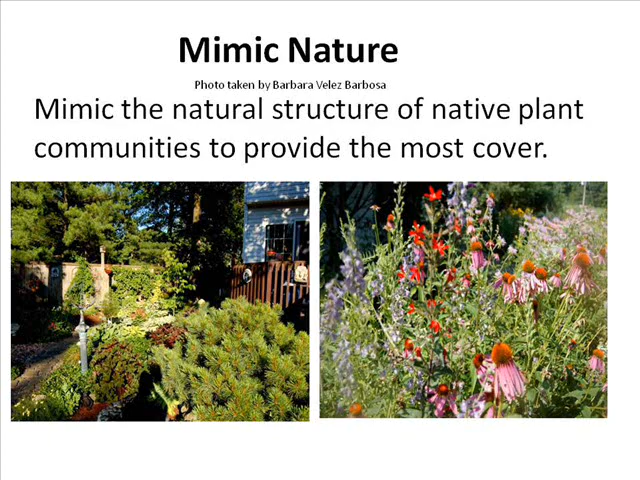 Mimic Nature
Photo taken by Barbara Velez Barbosa
Mimic the natural structure of native plant
communities to provide the most cover.